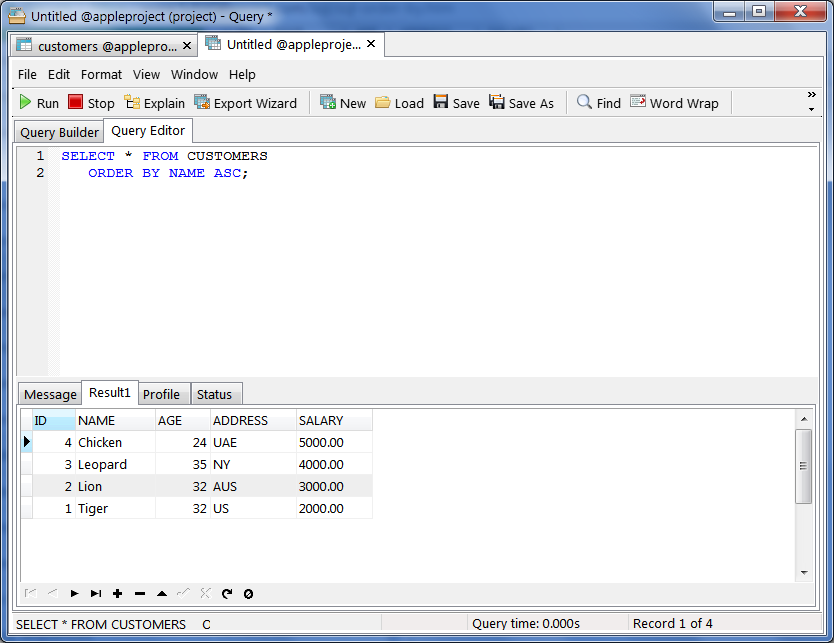 Untitled @appleproject (project) - Query *
customers @applepro... Untitled @appleproje...
File Edit Format View Window Help
Run Stop Explain Export Wizard New Load Save Save As Find Word Wrap
Query Builder Query Editor
1 SELECT * FROM CUSTOMERS
2 ORDER BY NAME ASC;
Message Result1 Profile Status
ID NAME AGE ADDRESS SALARY
4 Chicken 24 UAE 5000.00
3 Leopard 35 NY 4000.00
2 Lion 32 AUS 3000.00
1 Tiger 32 US 2000.00
SELECT * FROM CUSTOMERS Query time: 0.000s Record 1 of 4